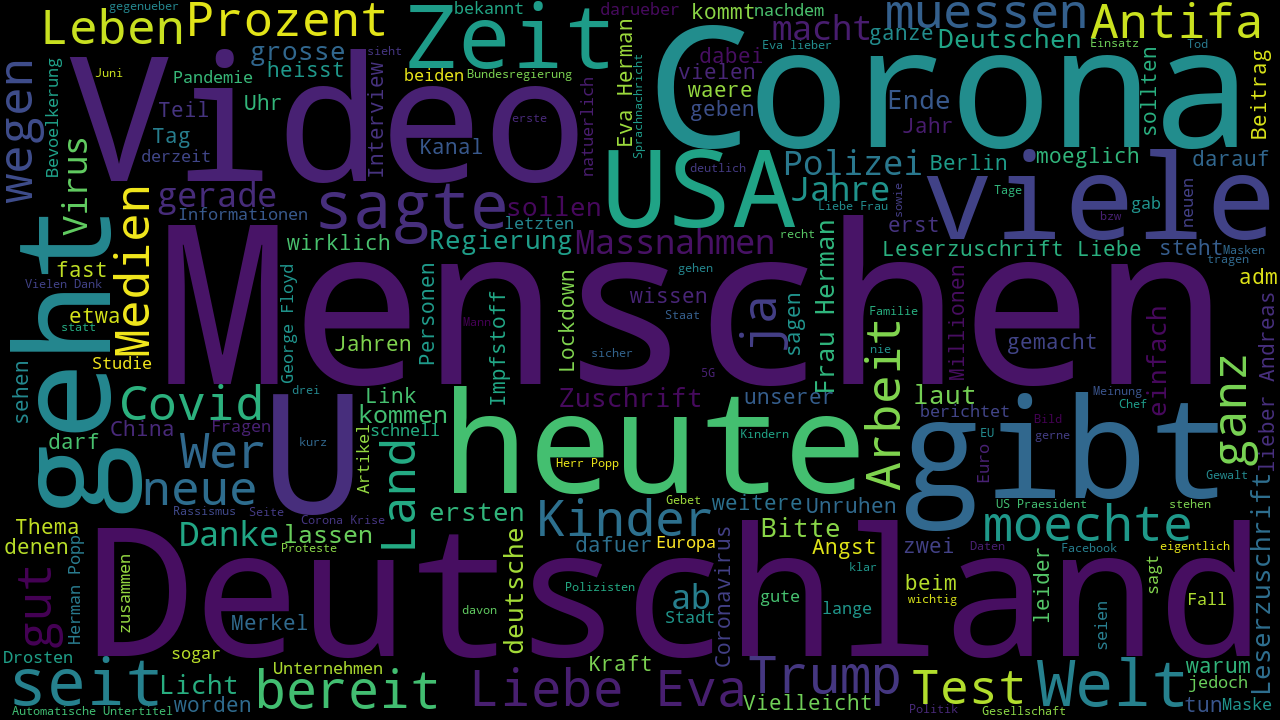 gegenueber
Leben
Prozent
Zeit
bekannt
darueber
kommt
nachdem
muessen
Antifa
grosse
sieht
Eva Herman
Corona
macht
dabei
Eva lieber
ganze
Deutschen
Einsatz
Tod
wegen
Bevoelkerung
Video
Juni
Pandemie
heisst
Interview
beiden
Bundesregierung
natuerlich
Sprachnachricht
vielen
waere
geben
Ende
Jahr
sollten
Beitrag
Virus
Teil
Uhr
Tag
derzeit
Kanal
erste
USA
deutlich
Polizei
Berlin
moeglich
viele
darauf
geht
Medien
gerade
Informationen
sagte
sollen
letzten
Jahre
Liebe Frau
sowie
erst
Tage
bzw
gab
neuen
fast
Vielen Dank
etwa
statt
Studie
wirklich
Regierung
Massnahmen
recht
Leserzuschrift
Liebe
steht
Masken
tragen
adm
Menschen
George Floyd
Jahren
Personen
Mann
Impfstoff
Lockdown
sicher
gehen
wissen
Staat
5G
ja
sagen
Frau Herman
Familie
nie
Arbeit
Millionen
gemacht
einfach
ganz
lieber Andreas
sehen
Covid
China
Fragen
drei
Link
kommen
schnell
Zuschrift
unserer
laut
berichtet
Meinung
Chef
darf
Wer
neue
U
kurz
Artikel
Land
heute
Herr Popp
Kindern
EU
Euro
Bild
gerne
gibt
Gewalt
Rassismus
Seite
Corona Krise
ersten
Gebet
weitere
Unruhen
US Praesident
stehen
Leserzuschrift
Thema
denen
Danke
lassen
Proteste
Kinder
dafuer
Europa
Bitte
Angst
zwei
moechte
Daten
Facebook
eigentlich
gut
Herman Popp
zusammen
Deutschland
Merkel
davon
deutsche
Polizisten
ab
Stadt
Coronavirus
gute
klar
lange
beim
wichtig
leider
seien
sagt
Fall
Drosten
sogar
seit
Licht
Unternehmen
bereit
worden
Automatische Untertitel
Kraft
Liebe Eva
Trump
Vielleicht
Test
Politik
Welt
Gesellschaft
warum
jedoch
tun
Maske